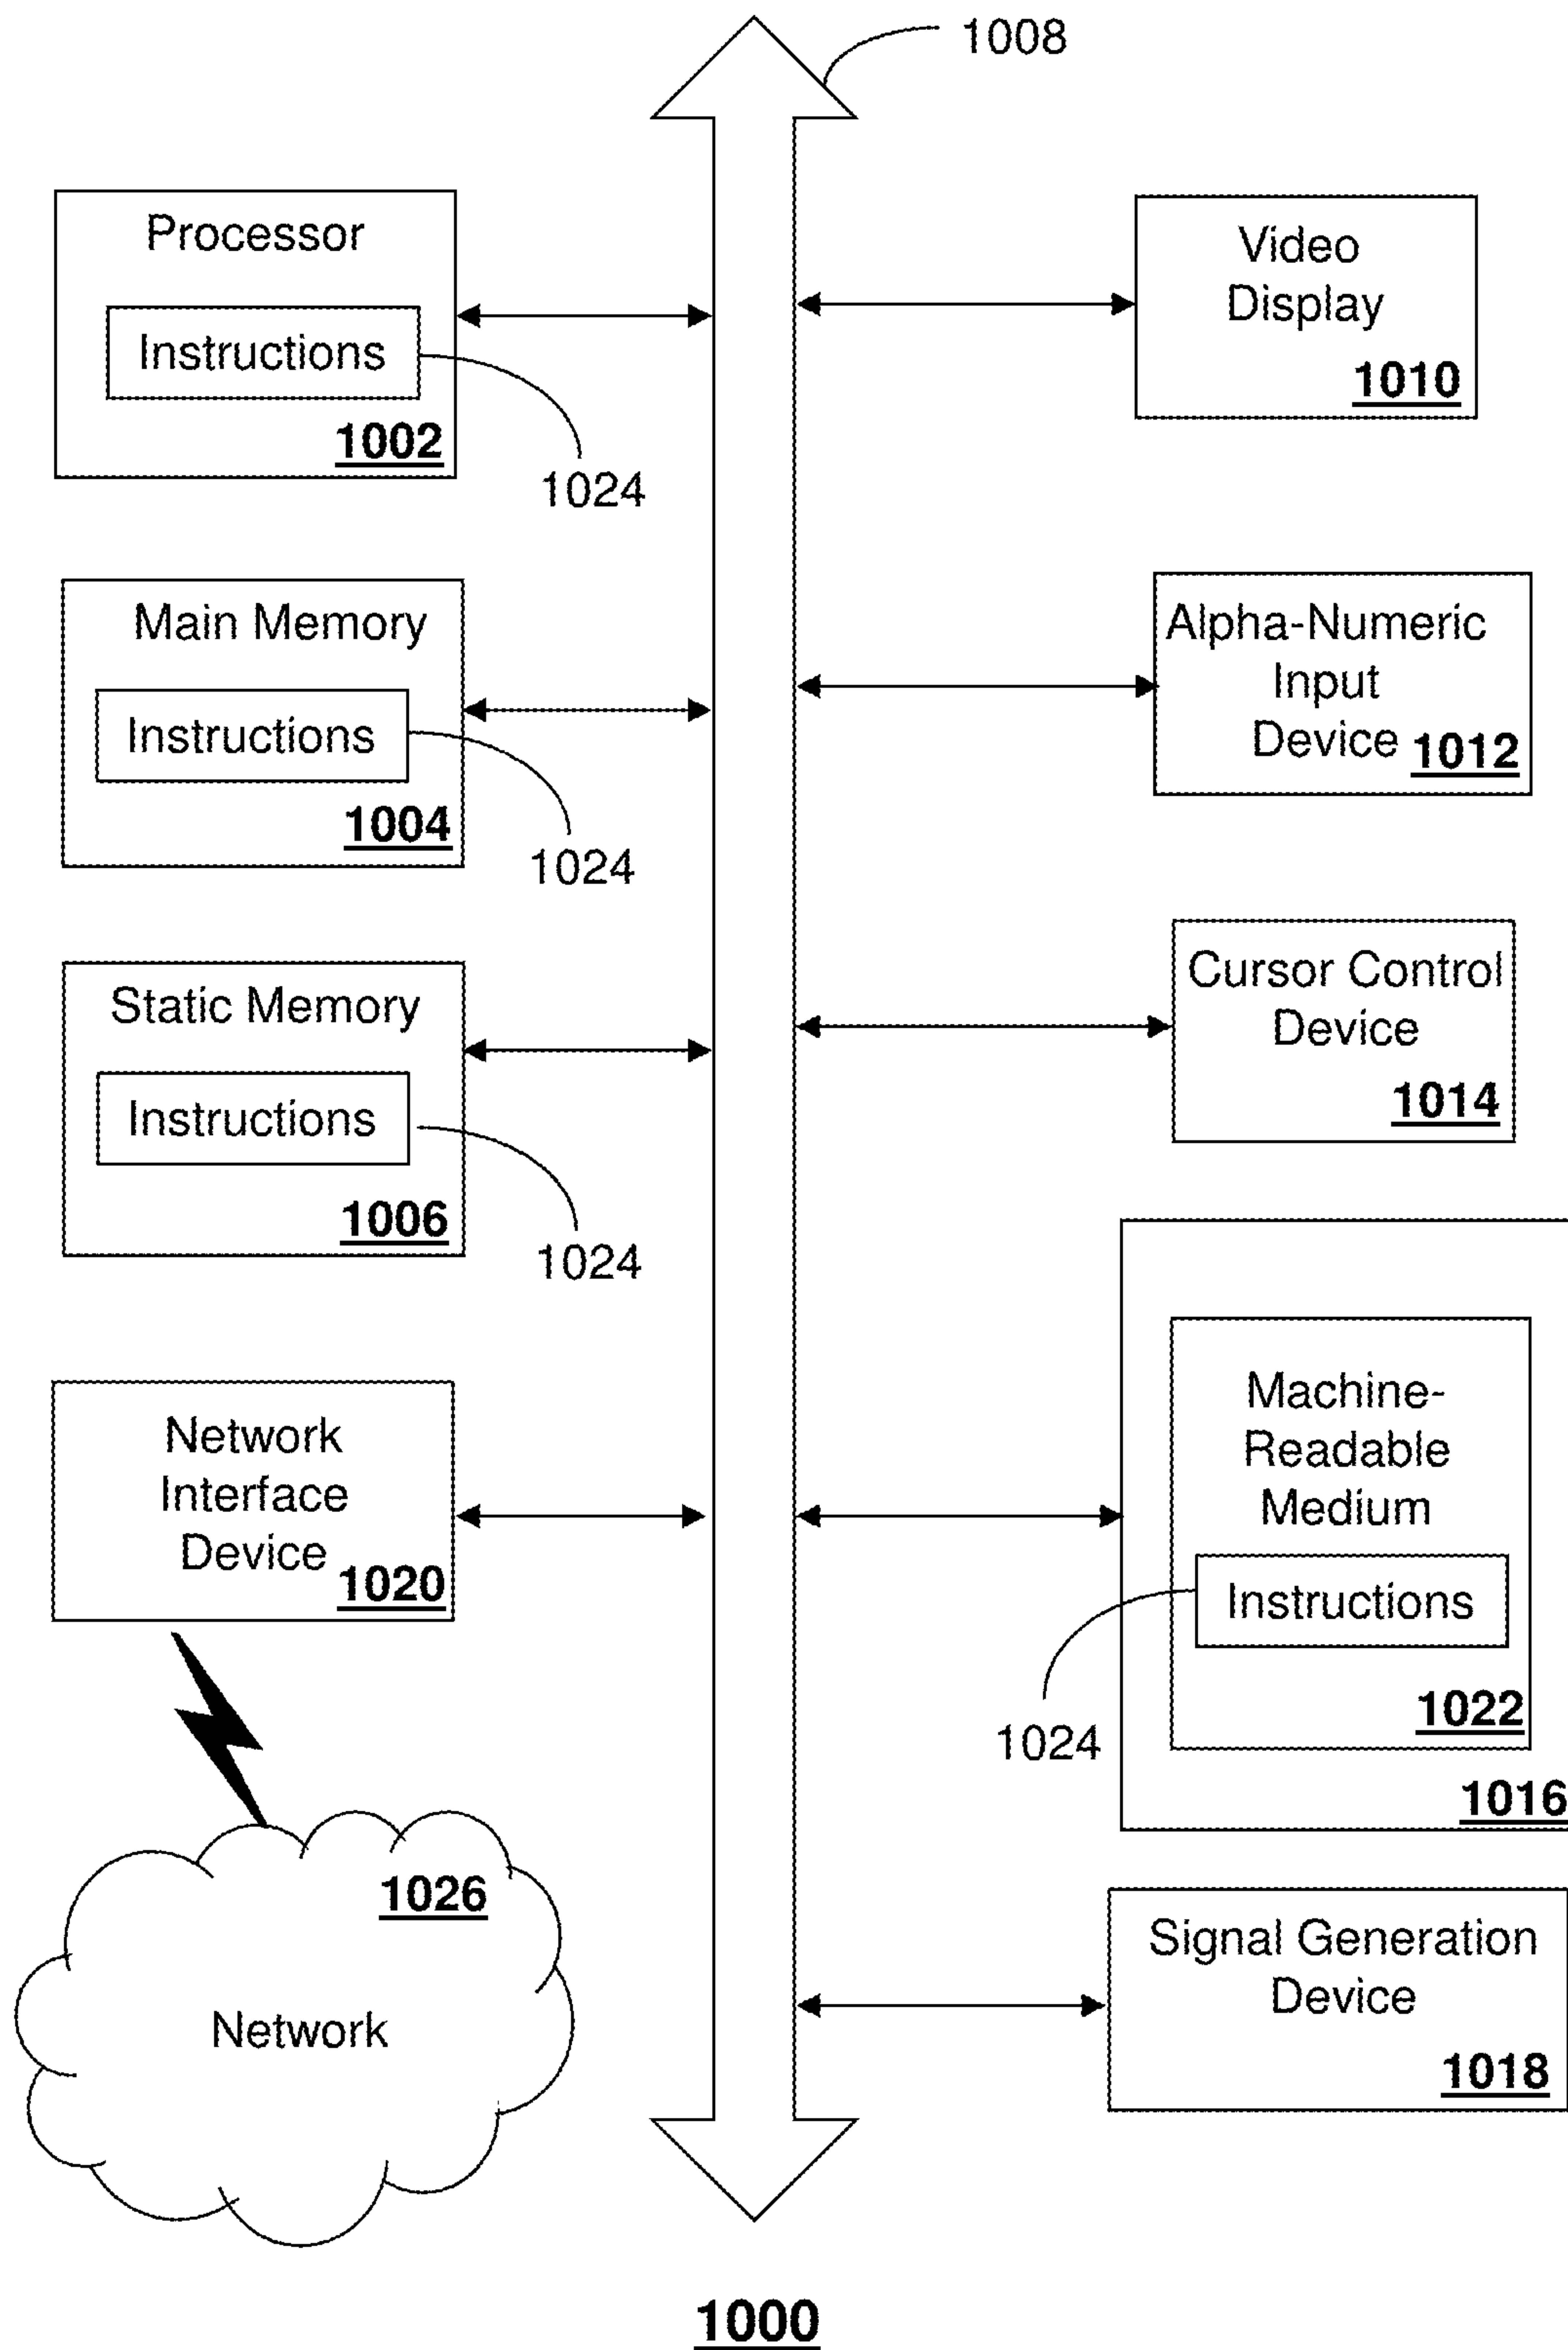 1008
Processor
Instructions
1002
1024
Main Memory
Instructions
1004
1024
Static Memory
Instructions
1006
1024
Network
Interface
Device
1020
1026
Network
Video
Display
1010
Alpha-Numeric
Input
Device 1012
Cursor Control
Device
1014
Machine-
Readable
Medium
Instructions
1022
1024
1016
Signal Generation
Device
1018
1000